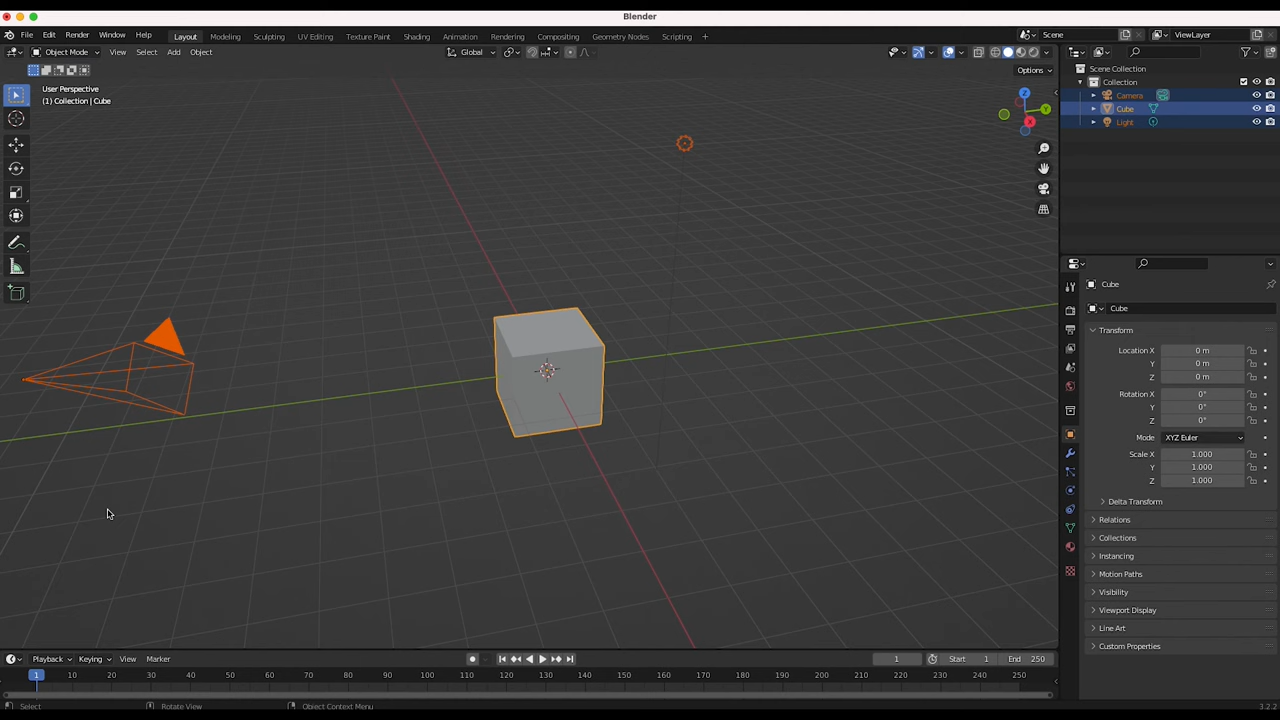 Blender
File Edit Render Window Help Layout Modeling Sculpting UV Editing Texture Paint Shading Animation Rendering Compositing Geometry Nodes Scripting + Scene ViewLayer
Object Mode View Select Add Object Global
Options
User Perspective
(1) Collection | Cube
Z
Y
X
Scene Collection
Collection
Camera
Cube
Light
Cube
Cube
Transform
Location X 0 m
Y 0 m
Z 0 m
Rotation X 0°
Y 0°
Z 0°
Mode XYZ Euler
Scale X 1.000
Y 1.000
Z 1.000
Delta Transform
Relations
Collections
Instancing
Motion Paths
Visibility
Viewport Display
Line Art
Custom Properties
Playback Keying View Marker 1 Start 1 End 250
1 10 20 30 40 50 60 70 80 90 100 110 120 130 140 150 160 170 180 190 200 210 220 230 240 250
Select Rotate View Object Context Menu 3.2.2